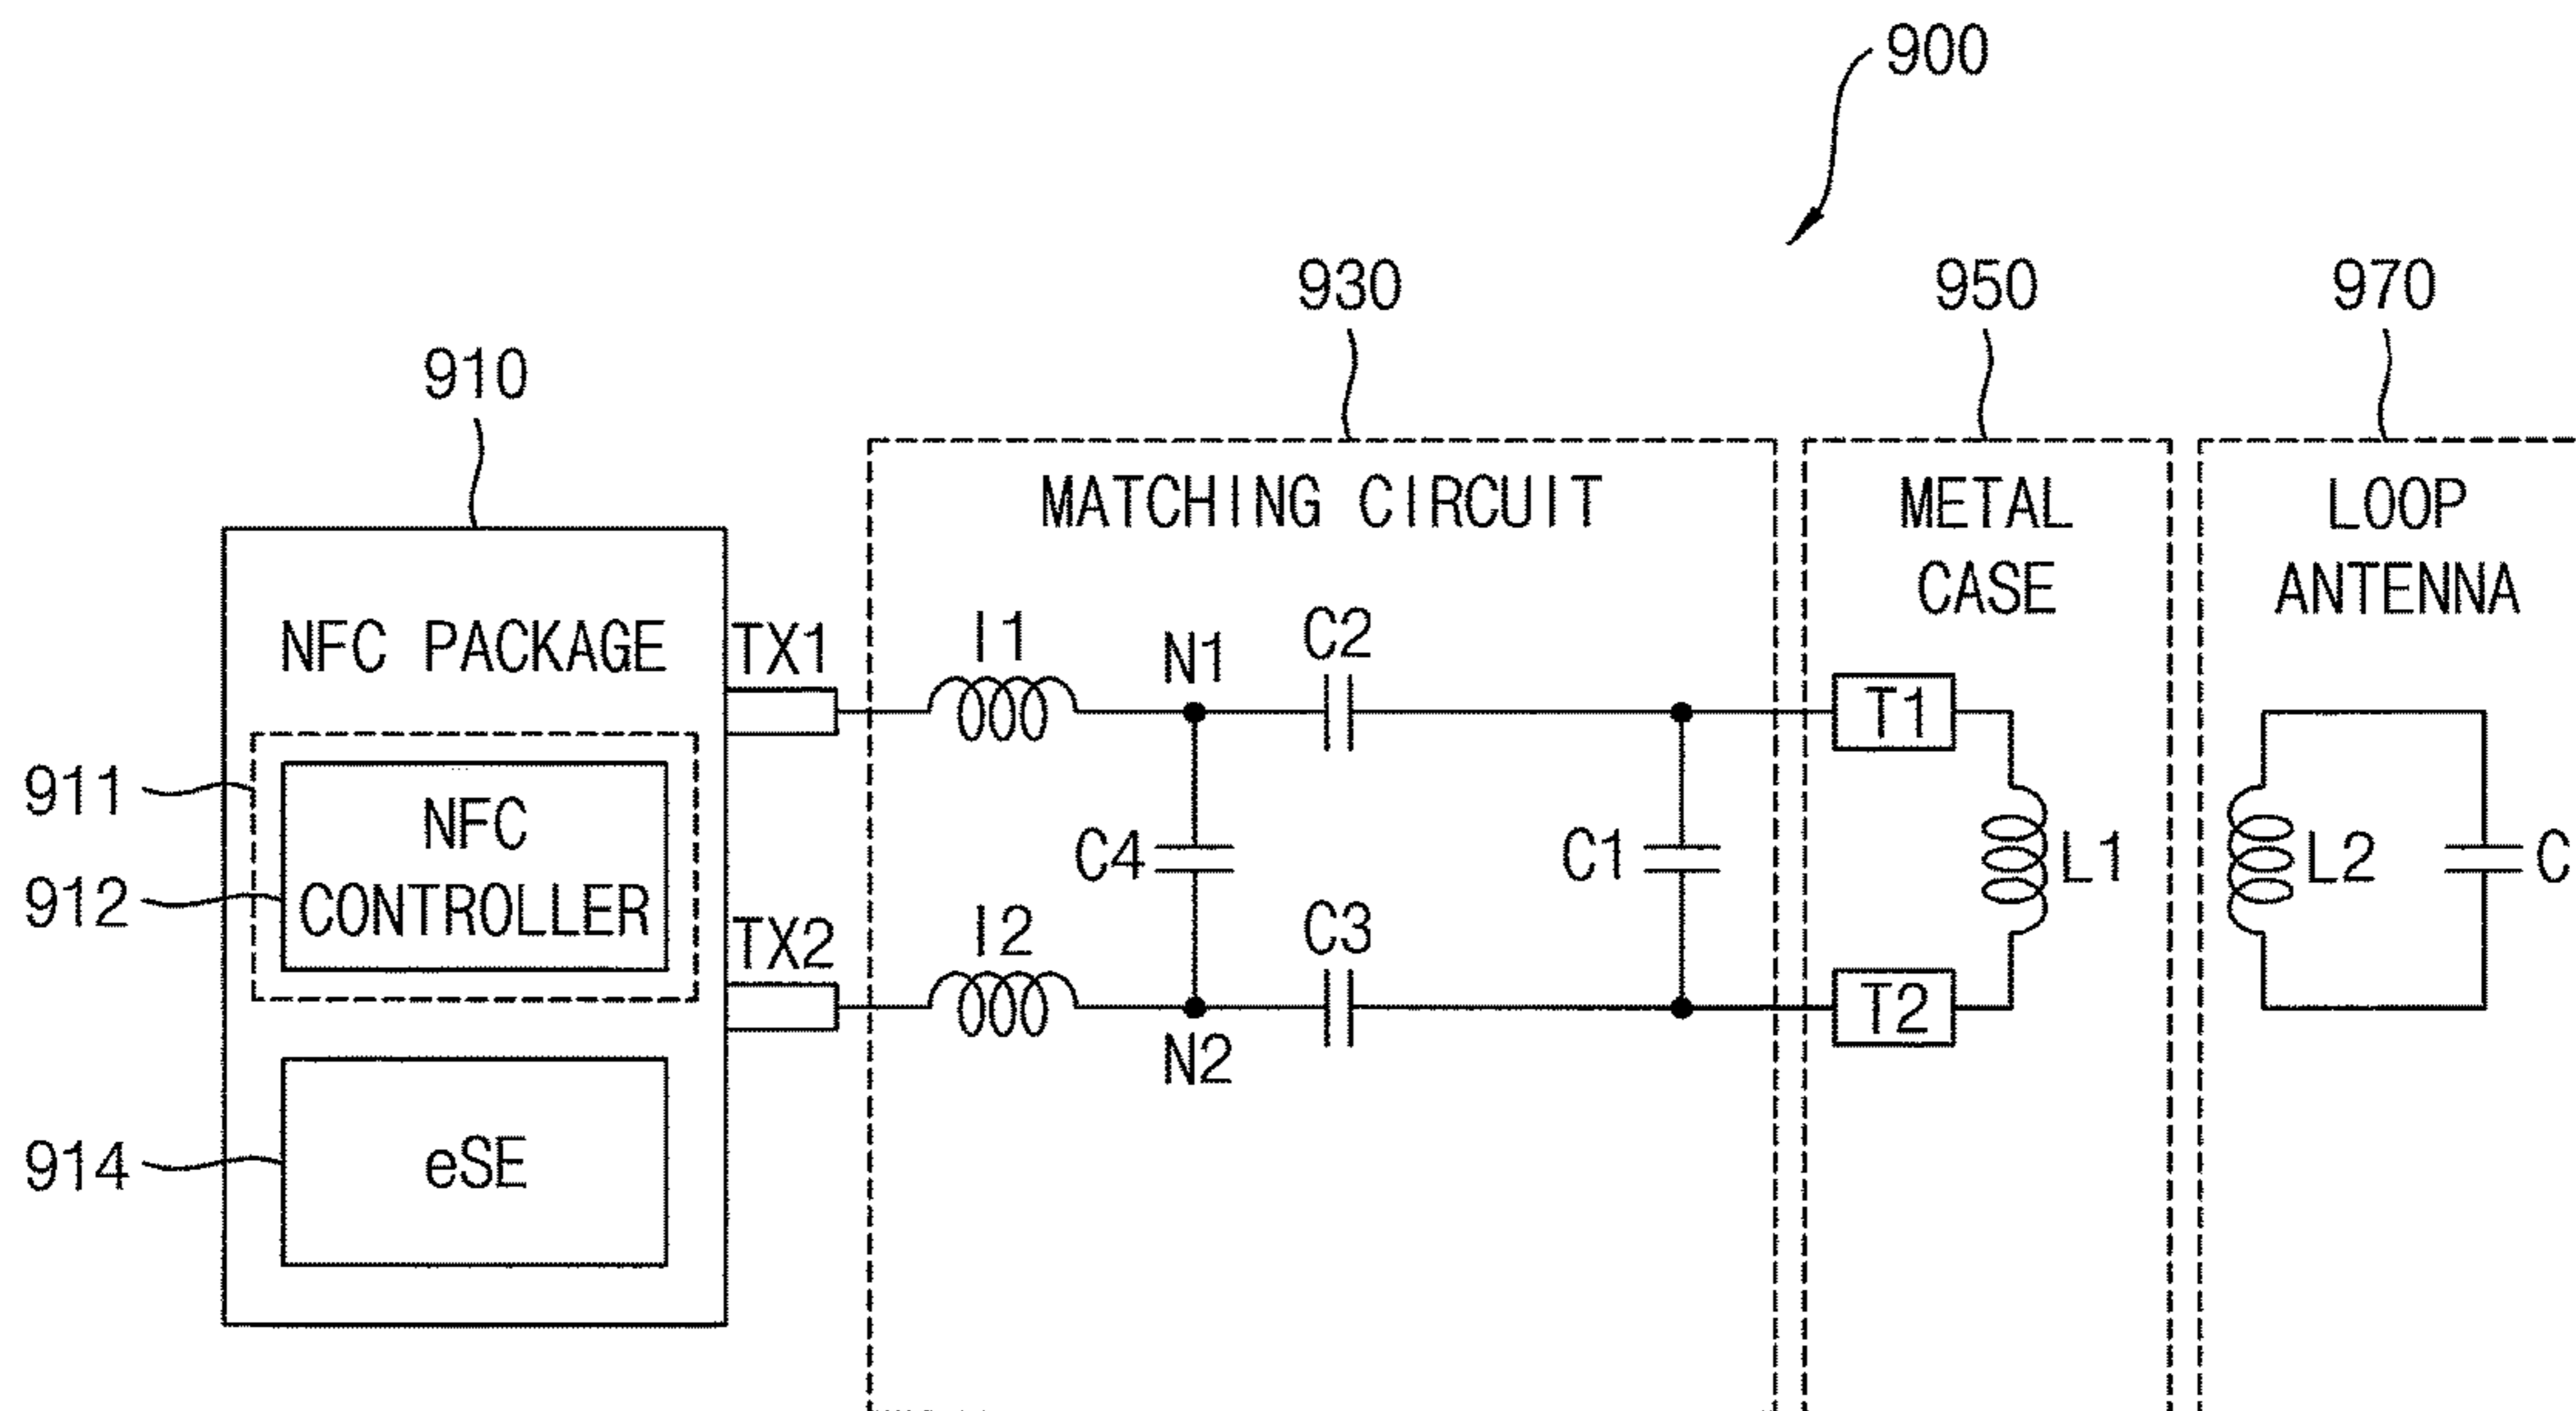 900
930
950
970
910
MATCHING CIRCUIT
METAL
CASE
LOOP
ANTENNA
NFC PACKAGE
TX1
I1
N1
C2
T1
911
NFC
CONTROLLER
912
C4
C1
L1
L2
C
TX2
I2
N2
C3
T2
914
eSE